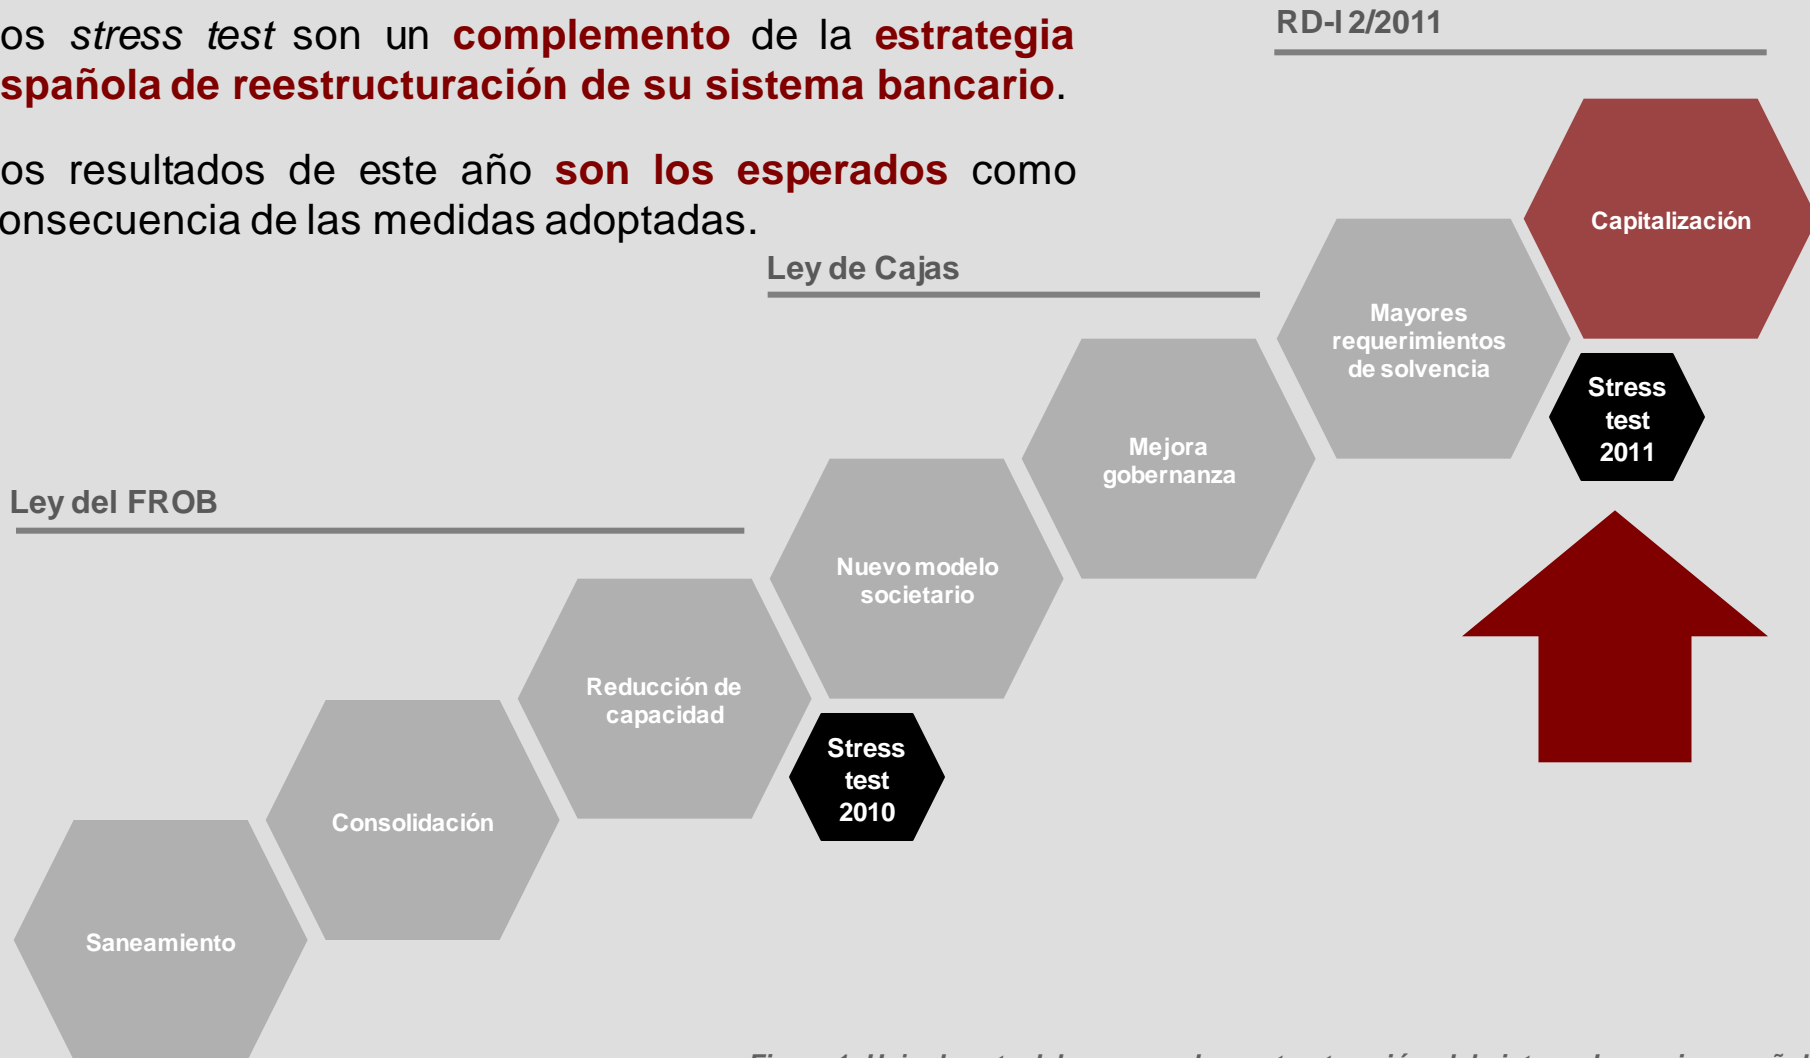 os stress test son un complemento de la estrategia
spañola de reestructuración de su sistema bancario.
os resultados de este año son los esperados como
onsecuencia de las medidas adoptadas.
RD-l 2/2011
Capitalización
Ley de Cajas
Mayores
requerimientos
de solvencia
Stress
test
2011
Mejora
gobernanza
Ley del FROB
Nuevo modelo
societario
Reducción de
capacidad
Stress
test
2010
Consolidación
Saneamiento